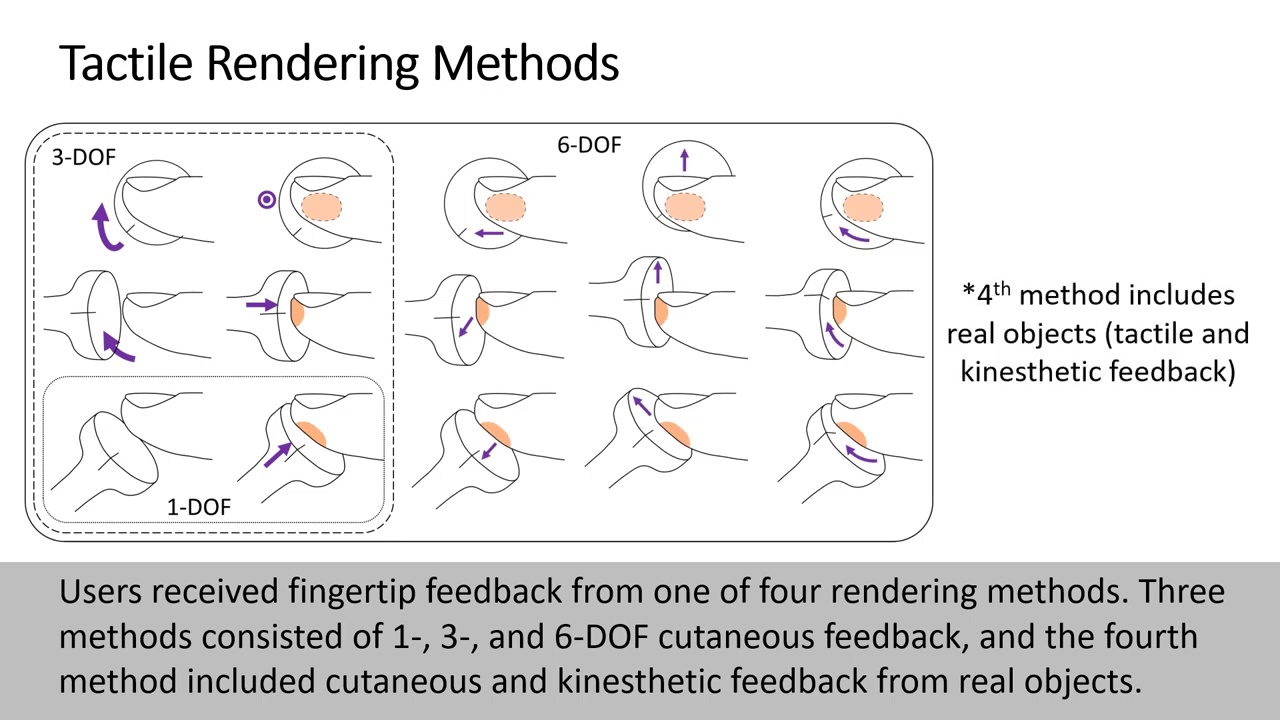 Tactile Rendering Methods
3-DOF
6-DOF
1-DOF
*4th method includes
real objects (tactile and
kinesthetic feedback)
Users received fingertip feedback from one of four rendering methods. Three
methods consisted of 1-, 3-, and 6-DOF cutaneous feedback, and the fourth
method included cutaneous and kinesthetic feedback from real objects.